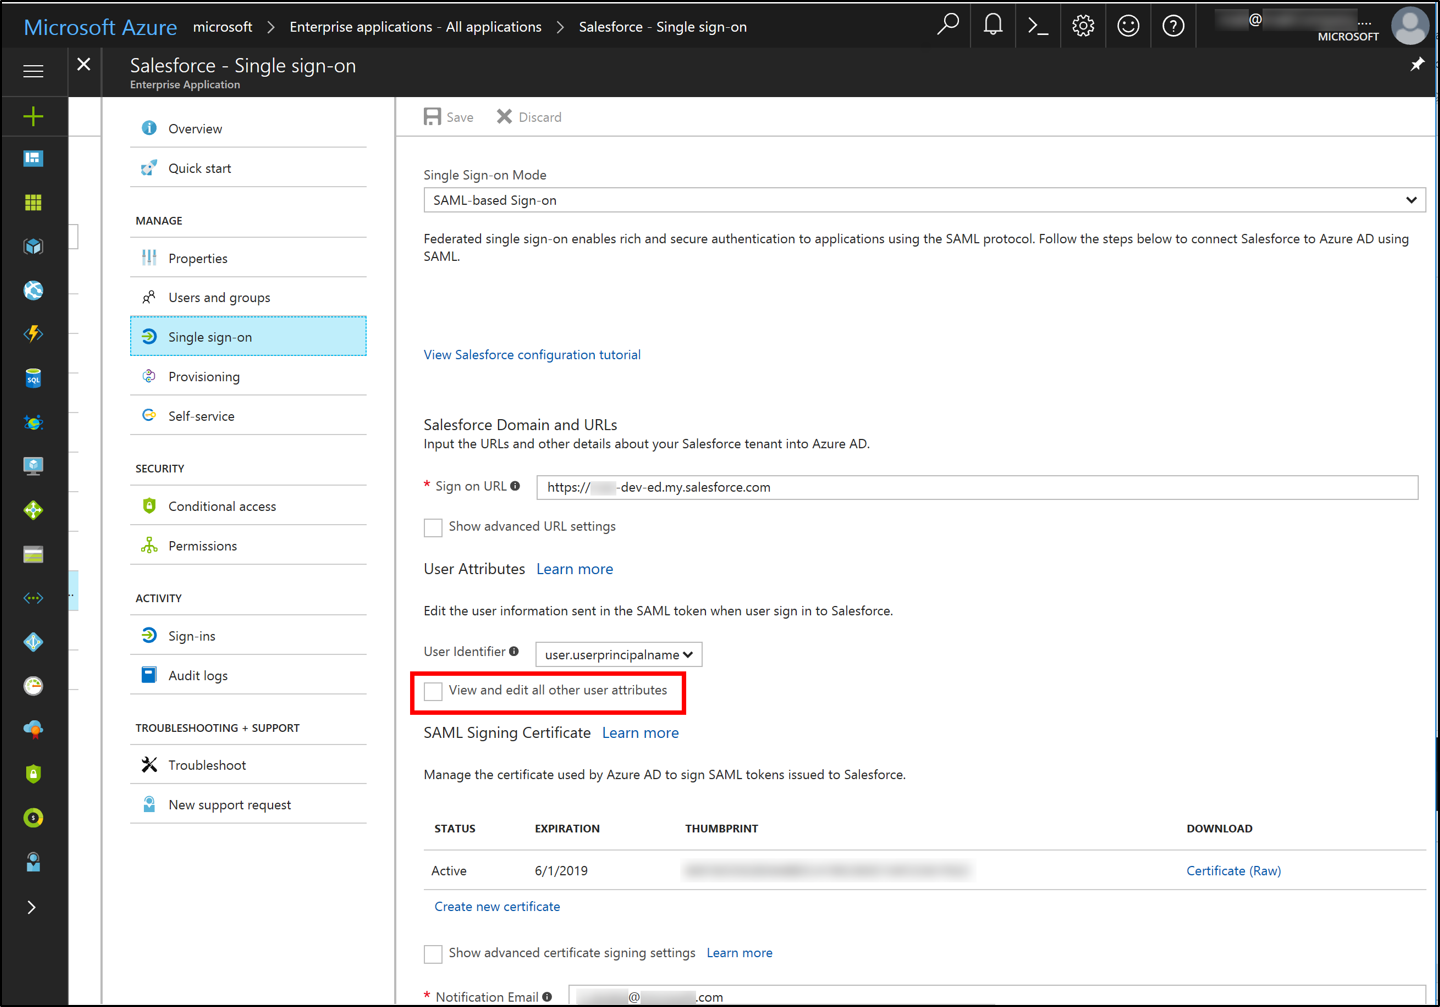 Microsoft Azure microsoft > Enterprise applications - All applications > Salesforce - Single sign-on
@ ....
MICROSOFT
Salesforce - Single sign-on
Enterprise Application
Overview
Quick start
MANAGE
Properties
Users and groups
Single sign-on
Provisioning
Self-service
SECURITY
Conditional access
Permissions
ACTIVITY
Sign-ins
Audit logs
TROUBLESHOOTING + SUPPORT
Troubleshoot
New support request
Save Discard
Single Sign-on Mode
SAML-based Sign-on
Federated single sign-on enables rich and secure authentication to applications using the SAML protocol. Follow the steps below to connect Salesforce to Azure AD using
SAML.
View Salesforce configuration tutorial
Salesforce Domain and URLs
Input the URLs and other details about your Salesforce tenant into Azure AD.
* Sign on URL https:// -dev-ed.my.salesforce.com
Show advanced URL settings
User Attributes Learn more
Edit the user information sent in the SAML token when user sign in to Salesforce.
User Identifier user.userprincipalname
View and edit all other user attributes
SAML Signing Certificate Learn more
Manage the certificate used by Azure AD to sign SAML tokens issued to Salesforce.
STATUS EXPIRATION THUMBPRINT DOWNLOAD
Active 6/1/2019 Certificate (Raw)
Create new certificate
Show advanced certificate signing settings Learn more
* Notification Email @ .com
SQL